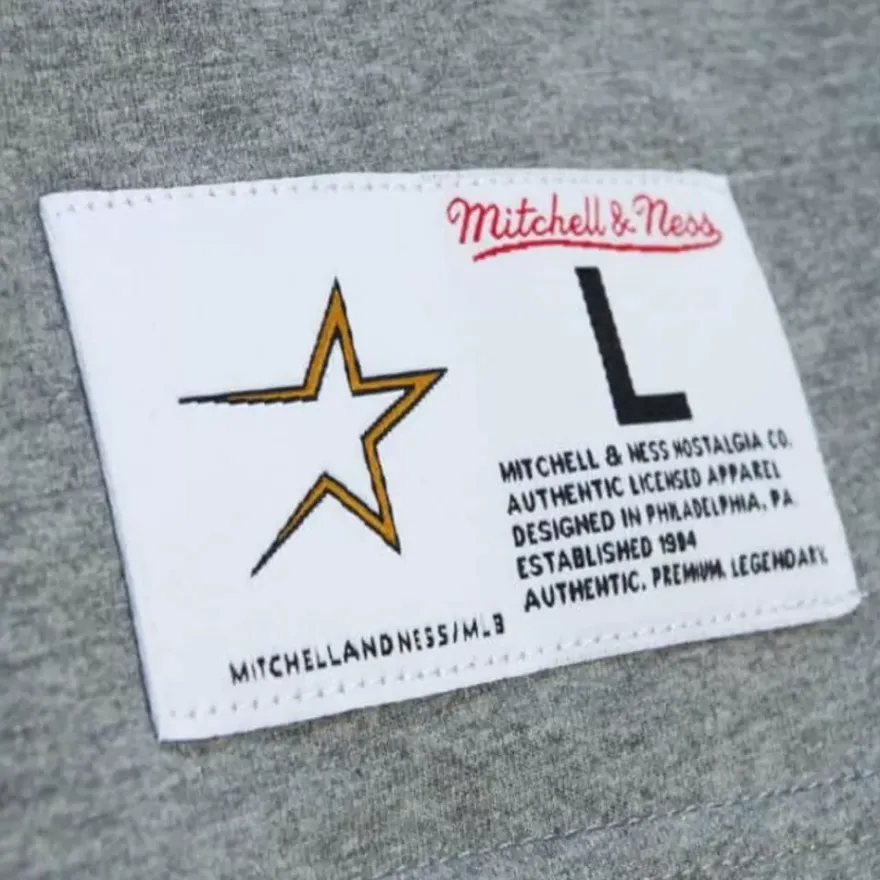 Mitchell & Ness
L
MITCHELL & NESS NOSTALGIA CO.
AUTHENTIC LICENSED APPAREL
DESIGNED IN PHILADELPHIA, PA
ESTABLISHED 1904
AUTHENTIC. PREMIUM. LEGENDARY.
MITCHELLANDNESS/MLB